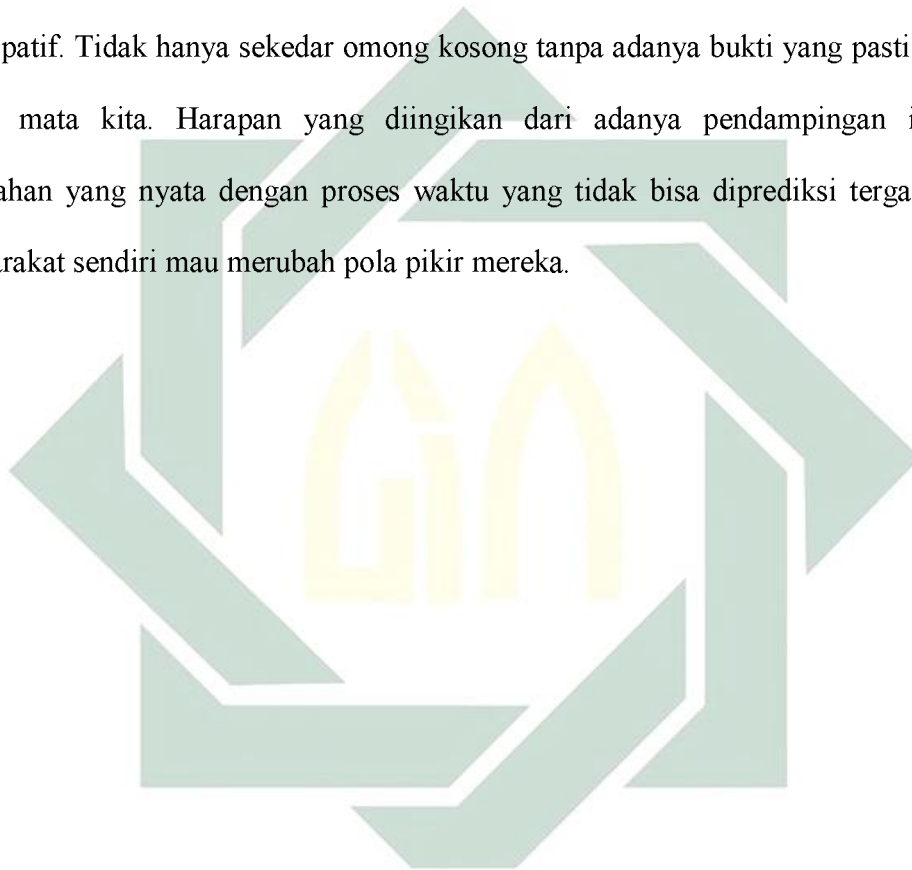 patif. Tidak hanya sekedar omong kosong tanpa adanya bukti yang pasti
mata kita. Harapan yang diingikan dari adanya pendampingan i
ahan yang nyata dengan proses waktu yang tidak bisa diprediksi terga
arakat sendiri mau merubah pola pikir mereka.